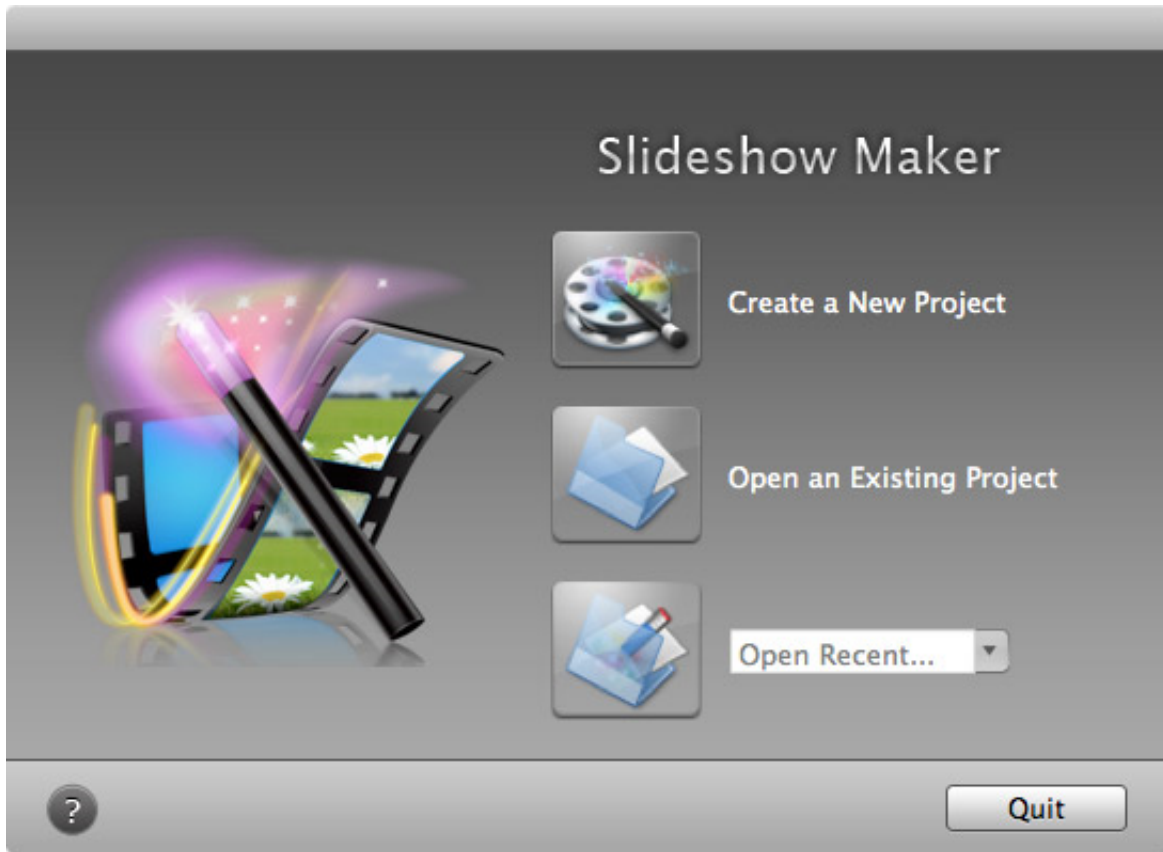 Slideshow Maker
Create a New Project
Open an Existing Project
Open Recent...
?
Quit